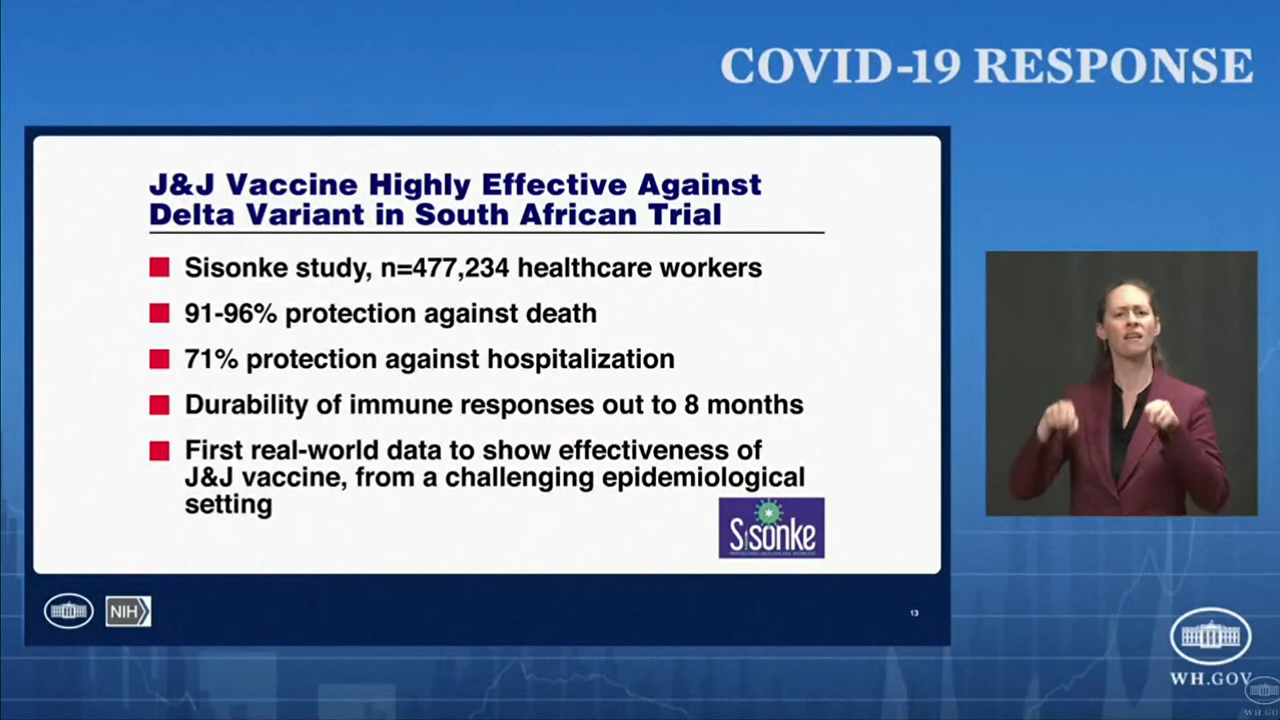 COVID-19 RESPONSE
J&J Vaccine Highly Effective Against
Delta Variant in South African Trial
Sisonke study, n=477,234 healthcare workers
91-96% protection against death
71% protection against hospitalization
Durability of immune responses out to 8 months
First real-world data to show effectiveness of
J&J vaccine, from a challenging epidemiological
setting
Sisonke
NIH
13
WH.GOV
WH.GOV